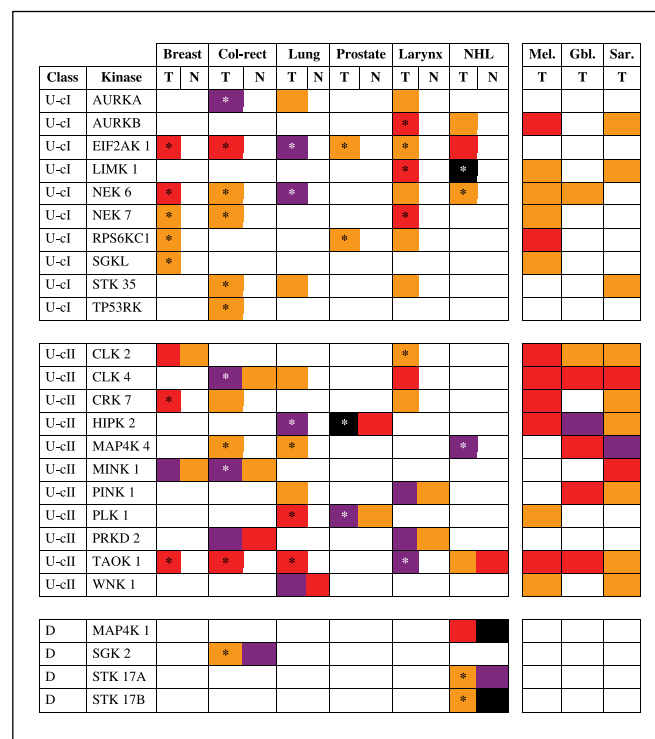 Breast Col-rect Lung Prostate Larynx NHL Mel. Gbl. Sar.
Class Kinase T N T N T N T N T N T N T T T
U-cI AURKA *
U-cI AURKB *
U-cI EIF2AK 1 * * * * *
U-cI LIMK 1 * *
U-cI NEK 6 * * * *
U-cI NEK 7 * * *
U-cI RPS6KC1 * *
U-cI SGKL *
U-cI STK 35 *
U-cI TP53RK *
U-cII CLK 2 *
U-cII CLK 4 *
U-cII CRK 7 *
U-cII HIPK 2 * *
U-cII MAP4K 4 * * *
U-cII MINK 1 *
U-cII PINK 1
U-cII PLK 1 * *
U-cII PRKD 2
U-cII TAOK 1 * * * *
U-cII WNK 1
D MAP4K 1
D SGK 2 *
D STK 17A *
D STK 17B *